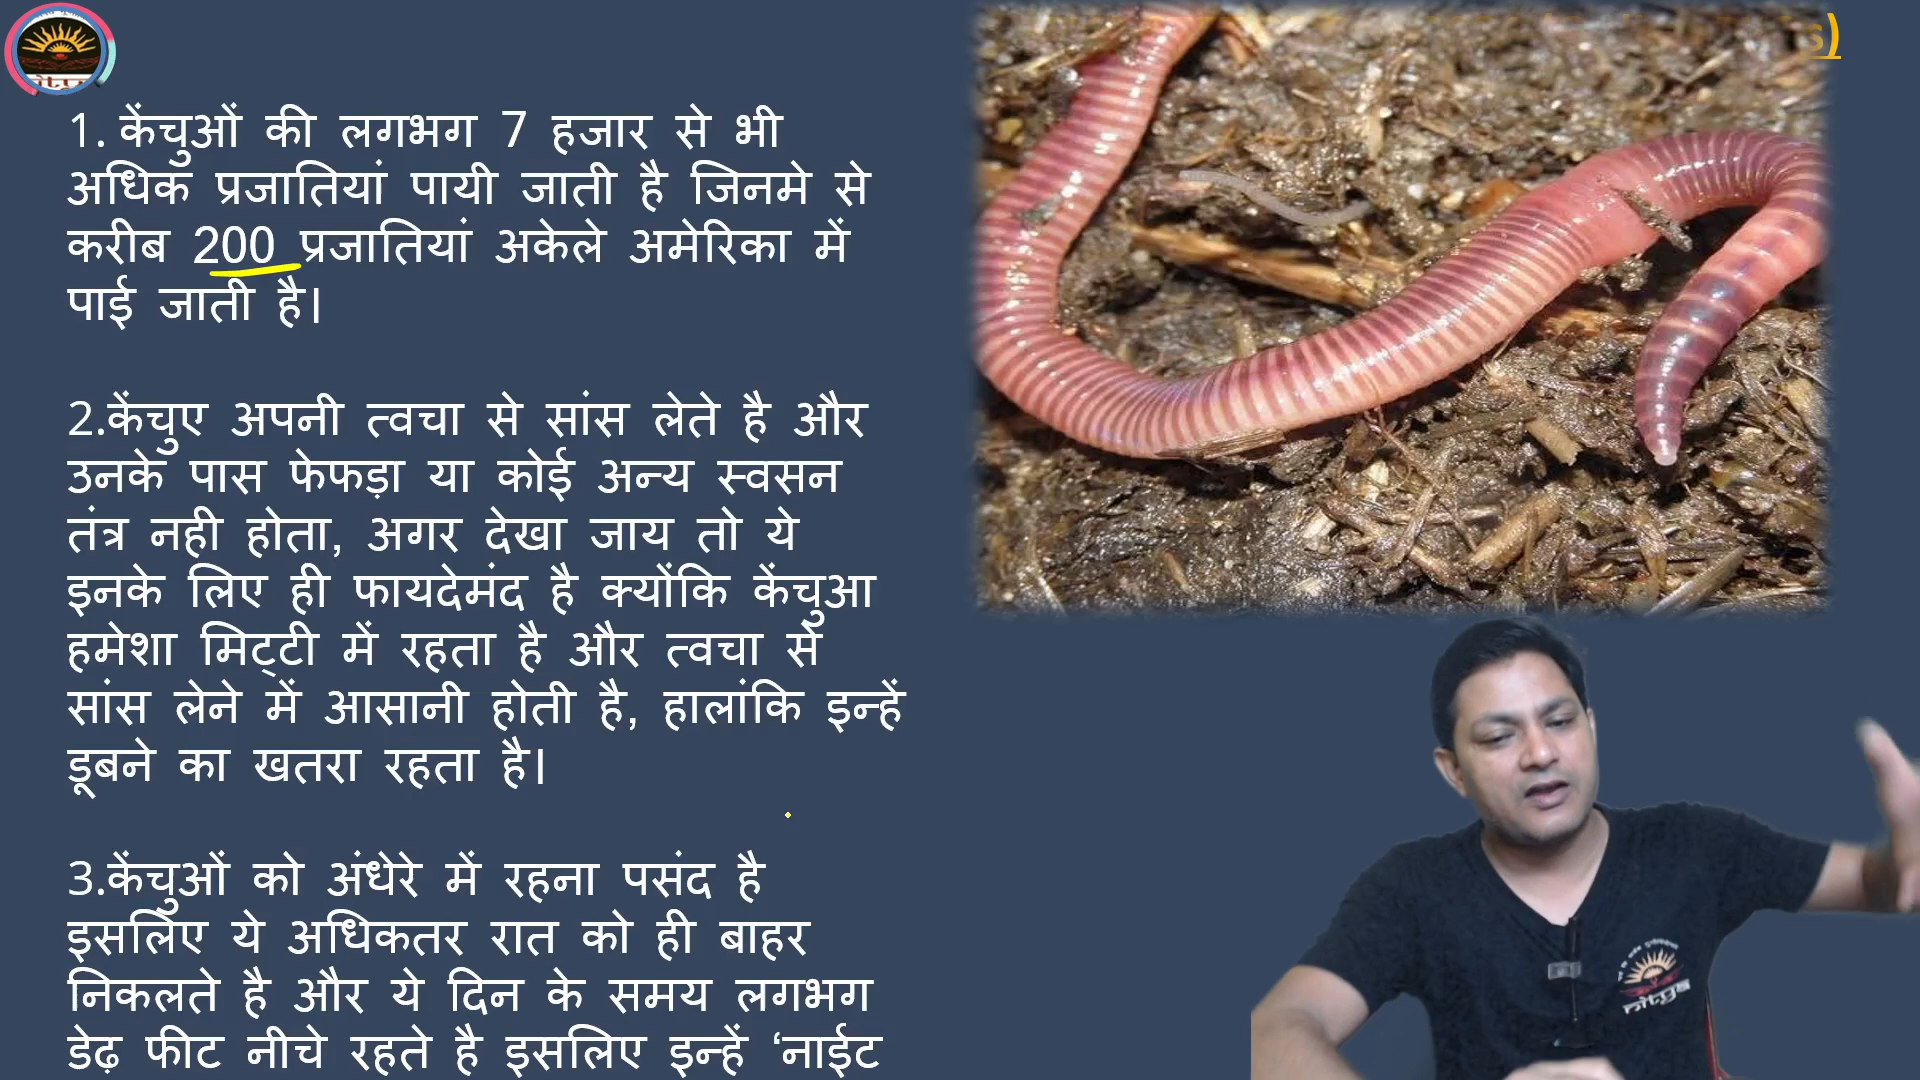 s)
1. केंचुओं की लगभग 7 हजार से भी
अधिक प्रजातियां पायी जाती है जिनमे से
करीब 200 प्रजातियां अकेले अमेरिका में
पाई जाती है।
2.केंचुए अपनी त्वचा से सांस लेते है और
उनके पास फेफड़ा या कोई अन्य स्वसन
तंत्र नही होता, अगर देखा जाय तो ये
इनके लिए ही फायदेमंद है क्योंकि केंचुआ
हमेशा मिट्टी में रहता है और त्वचा से
सांस लेने में आसानी होती है, हालांकि इन्हें
डूबने का खतरा रहता है।
3.केंचुओं को अंधेरे में रहना पसंद है
इसलिए ये अधिकतर रात को ही बाहर
निकलते है और ये दिन के समय लगभग
डेढ़ फीट नीचे रहते है इसलिए इन्हें ‘नाईट
nitya